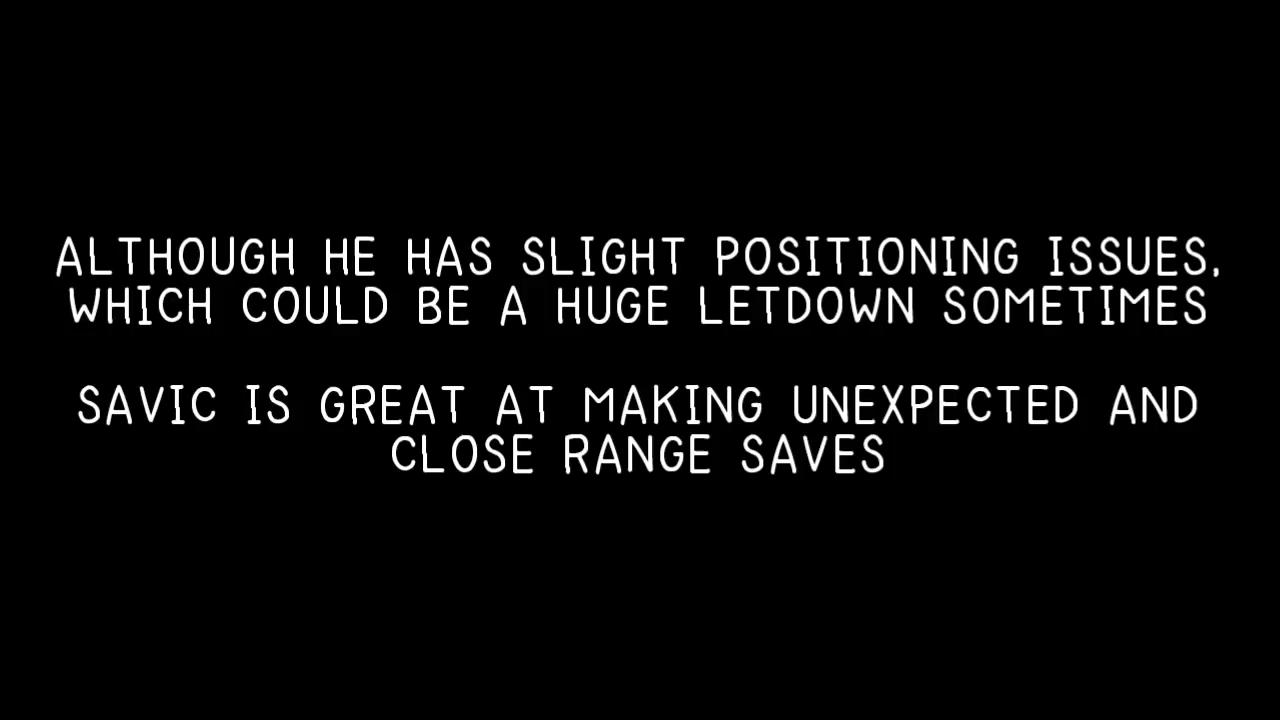 ALTHOUGH HE HAS SLIGHT POSITIONING ISSUES,
WHICH COULD BE A HUGE LETDOWN SOMETIMES
SAVIC IS GREAT AT MAKING UNEXPECTED AND
CLOSE RANGE SAVES